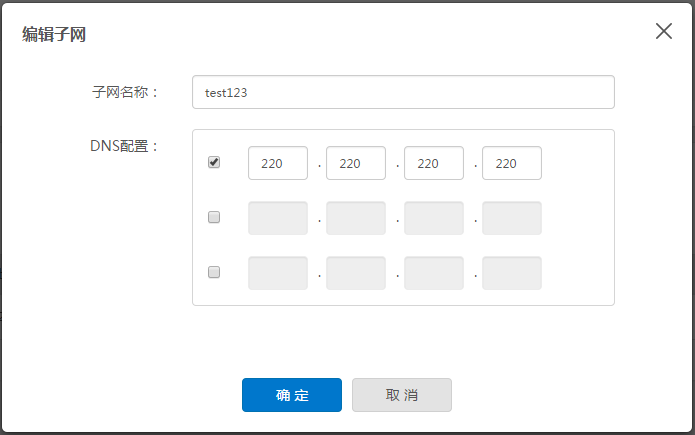 编辑子网
子网名称：
test123
DNS配置：
220 . 220 . 220 . 220
. . .
. . .
确定 取消